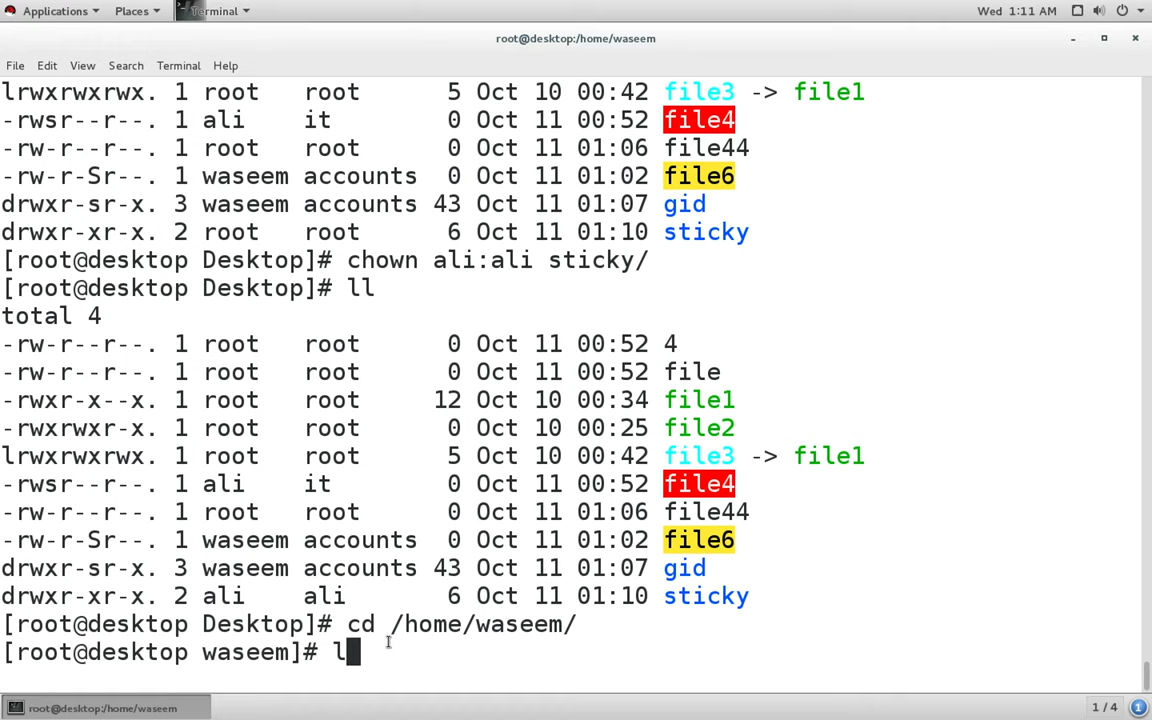 Applications Places Terminal Wed 1:11 AM
root@desktop:/home/waseem
File Edit View Search Terminal Help
lrwxrwxrwx. 1 root   root       5 Oct 10 00:42 file3 -> file1
-rwsr--r--. 1 ali    it         0 Oct 11 00:52 file4
-rw-r--r--. 1 root   root       0 Oct 11 01:06 file44
-rw-r-Sr--. 1 waseem accounts   0 Oct 11 01:02 file6
drwxr-sr-x. 3 waseem accounts  43 Oct 11 01:07 gid
drwxr-xr-x. 2 root   root       6 Oct 11 01:10 sticky
[root@desktop Desktop]# chown ali:ali sticky/
[root@desktop Desktop]# ll
total 4
-rw-r--r--. 1 root   root       0 Oct 11 00:52 4
-rw-r--r--. 1 root   root       0 Oct 11 00:52 file
-rwxr-x--x. 1 root   root      12 Oct 10 00:34 file1
-rwxrwxr-x. 1 root   root       0 Oct 10 00:25 file2
lrwxrwxrwx. 1 root   root       5 Oct 10 00:42 file3 -> file1
-rwsr--r--. 1 ali    it         0 Oct 11 00:52 file4
-rw-r--r--. 1 root   root       0 Oct 11 01:06 file44
-rw-r-Sr--. 1 waseem accounts   0 Oct 11 01:02 file6
drwxr-sr-x. 3 waseem accounts  43 Oct 11 01:07 gid
drwxr-xr-x. 2 ali    ali        6 Oct 11 01:10 sticky
[root@desktop Desktop]# cd /home/waseem/
[root@desktop waseem]# l
root@desktop:/home/waseem 1 / 4 1